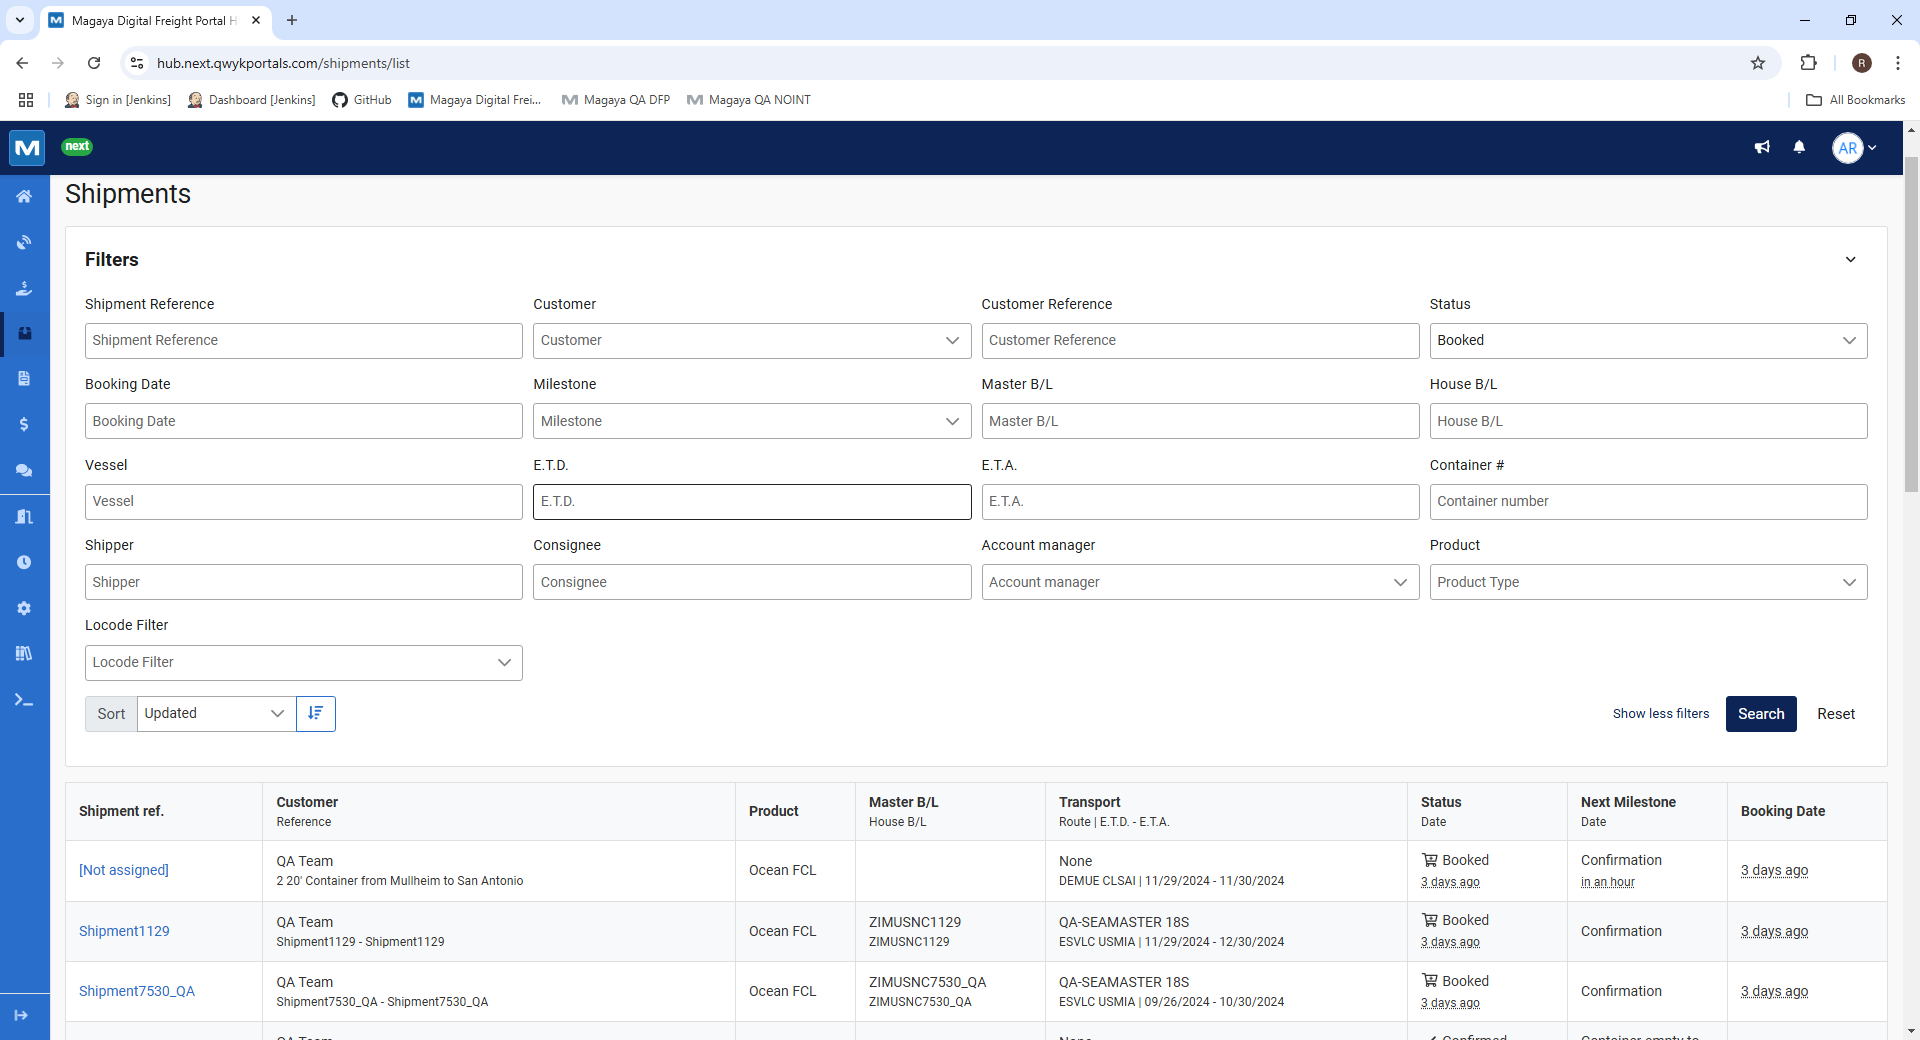 Magaya Digital Freight Portal H
hub.next.qwykportals.com/shipments/list
R
Sign in [Jenkins]
Dashboard [Jenkins]
GitHub
Magaya Digital Frei...
Magaya QA DFP
Magaya QA NOINT
All Bookmarks
next
AR
Shipments
Filters
Shipment Reference
Customer
Customer Reference
Status
Shipment Reference
Customer
Customer Reference
Booked
Booking Date
Milestone
Master B/L
House B/L
Booking Date
Milestone
Master B/L
House B/L
Vessel
E.T.D.
E.T.A.
Container #
Vessel
E.T.D.
E.T.A.
Container number
Shipper
Consignee
Account manager
Product
Shipper
Consignee
Account manager
Product Type
Locode Filter
Locode Filter
Sort
Updated
Show less filters
Search
Reset
Shipment ref.
Customer
Reference
Product
Master B/L
House B/L
Transport
Route | E.T.D. - E.T.A.
Status
Date
Next Milestone
Date
Booking Date
[Not assigned]
QA Team
2 20' Container from Mullheim to San Antonio
Ocean FCL
None
DEMUE CLSAI | 11/29/2024 - 11/30/2024
Booked
3 days ago
Confirmation
in an hour
3 days ago
Shipment1129
QA Team
Shipment1129 - Shipment1129
Ocean FCL
ZIMUSNC1129
ZIMUSNC1129
QA-SEAMASTER 18S
ESVLC USMIA | 11/29/2024 - 12/30/2024
Booked
3 days ago
Confirmation
3 days ago
Shipment7530_QA
QA Team
Shipment7530_QA - Shipment7530_QA
Ocean FCL
ZIMUSNC7530_QA
ZIMUSNC7530_QA
QA-SEAMASTER 18S
ESVLC USMIA | 09/26/2024 - 10/30/2024
Booked
3 days ago
Confirmation
3 days ago
QA Team
None
Confirmed
Container empty to